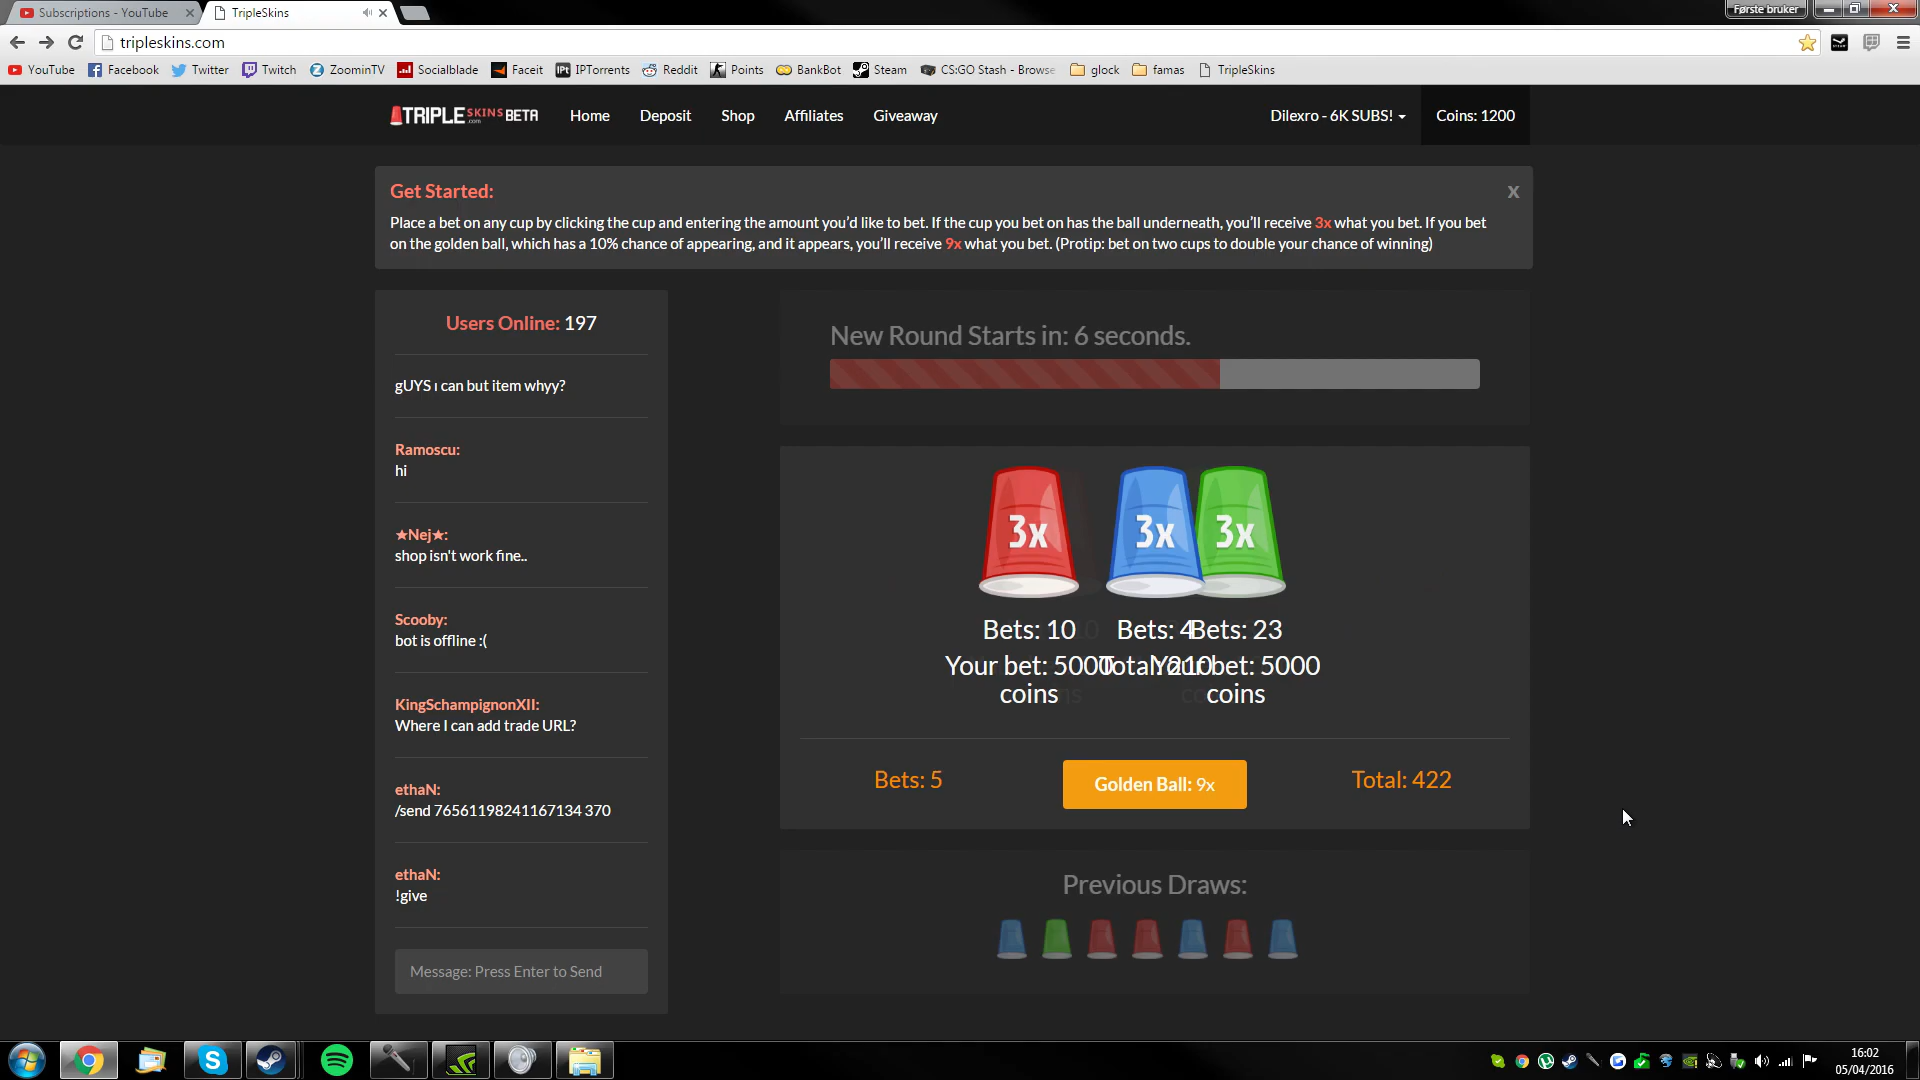 Subscriptions - YouTube
TripleSkins
Første bruker
tripleskins.com
YouTube
Facebook
Twitter
Twitch
ZoominTV
Socialblade
Faceit
IPTorrents
Reddit
Points
BankBot
Steam
CS:GO Stash - Browse
glock
famas
TripleSkins
TRIPLE SKINS .com BETA
Home
Deposit
Shop
Affiliates
Giveaway
Dilexro - 6K SUBS!
Coins: 1200
Get Started:
x
Place a bet on any cup by clicking the cup and entering the amount you'd like to bet. If the cup you bet on has the ball underneath, you'll receive 3x what you bet. If you bet
on the golden ball, which has a 10% chance of appearing, and it appears, you'll receive 9x what you bet. (Protip: bet on two cups to double your chance of winning)
Users Online: 197
gUYS ı can but item whyy?
Ramoscu:
hi
★Nej★:
shop isn't work fine..
Scooby:
bot is offline :(
KingSchampignonXII:
Where I can add trade URL?
ethaN:
/send 76561198241167134 370
ethaN:
!give
Message: Press Enter to Send
New Round Starts in: 6 seconds.
3x
3x
3x
Bets: 10
Bets: 4
Bets: 23
Your bet: 5000
coins
Total: 210
Your bet: 5000
coins
Bets: 5
Golden Ball: 9x
Total: 422
Previous Draws:
16:02
05/04/2016